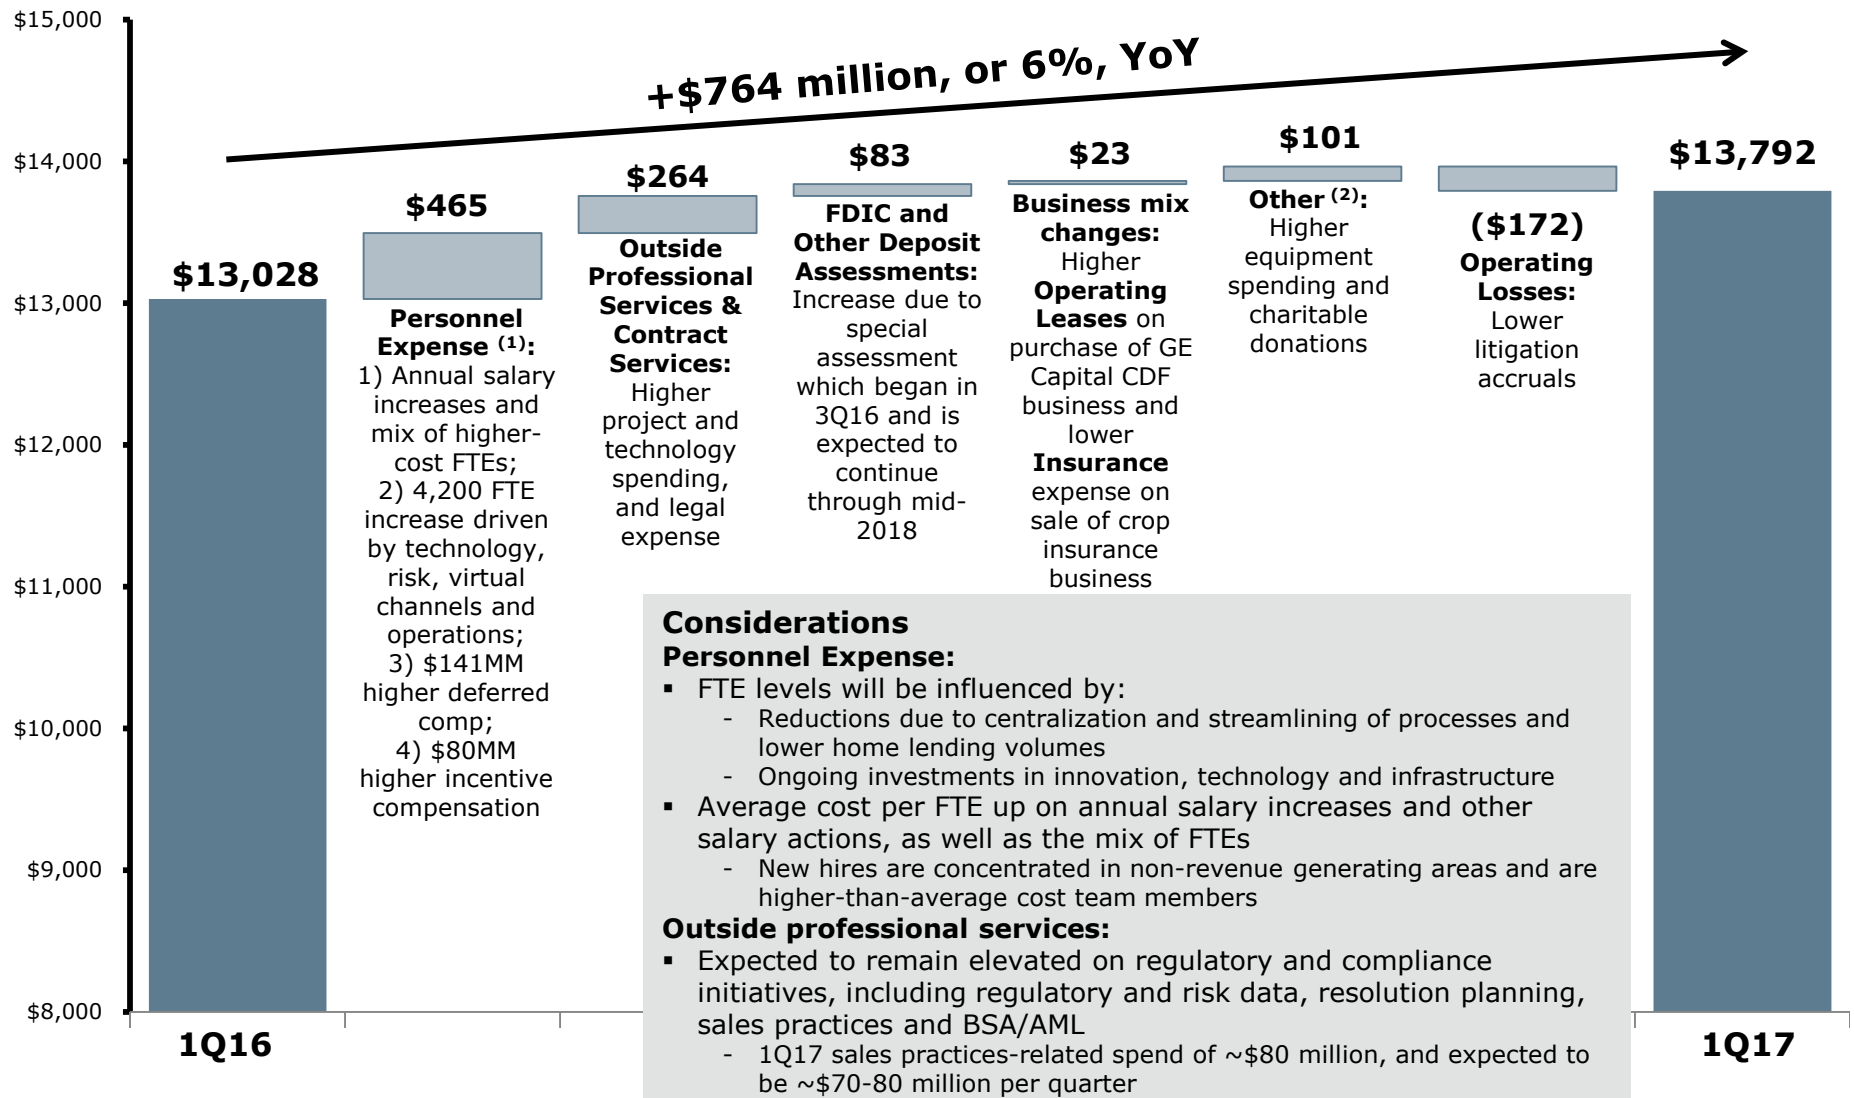 $15,000
$14,000
$13,000
$12,000
$11,000
$10,000
$9,000
$8,000
+$764 million, or 6%, YoY
$13,028
1Q16
$465
Personnel
Expense (1):
1) Annual salary
increases and
mix of higher-
cost FTEs;
2) 4,200 FTE
increase driven
by technology,
risk, virtual
channels and
operations;
3) $141MM
higher deferred
comp;
4) $80MM
higher incentive
compensation
$264
Outside
Professional
Services &
Contract
Services:
Higher
project and
technology
spending,
and legal
expense
$83
FDIC and
Other Deposit
Assessments:
Increase due to
special
assessment
which began in
3Q16 and is
expected to
continue
through mid-
2018
$23
Business mix
changes:
Higher
Operating
Leases on
purchase of GE
Capital CDF
business and
lower
Insurance
expense on
sale of crop
insurance
business
$101
Other (2):
Higher
equipment
spending and
charitable
donations
($172)
Operating
Losses:
Lower
litigation
accruals
$13,792
1Q17
Considerations
Personnel Expense:
▪ FTE levels will be influenced by:
- Reductions due to centralization and streamlining of processes and
lower home lending volumes
- Ongoing investments in innovation, technology and infrastructure
▪ Average cost per FTE up on annual salary increases and other
salary actions, as well as the mix of FTEs
- New hires are concentrated in non-revenue generating areas and are
higher-than-average cost team members
Outside professional services:
▪ Expected to remain elevated on regulatory and compliance
initiatives, including regulatory and risk data, resolution planning,
sales practices and BSA/AML
- 1Q17 sales practices-related spend of ~$80 million, and expected to
be ~$70-80 million per quarter